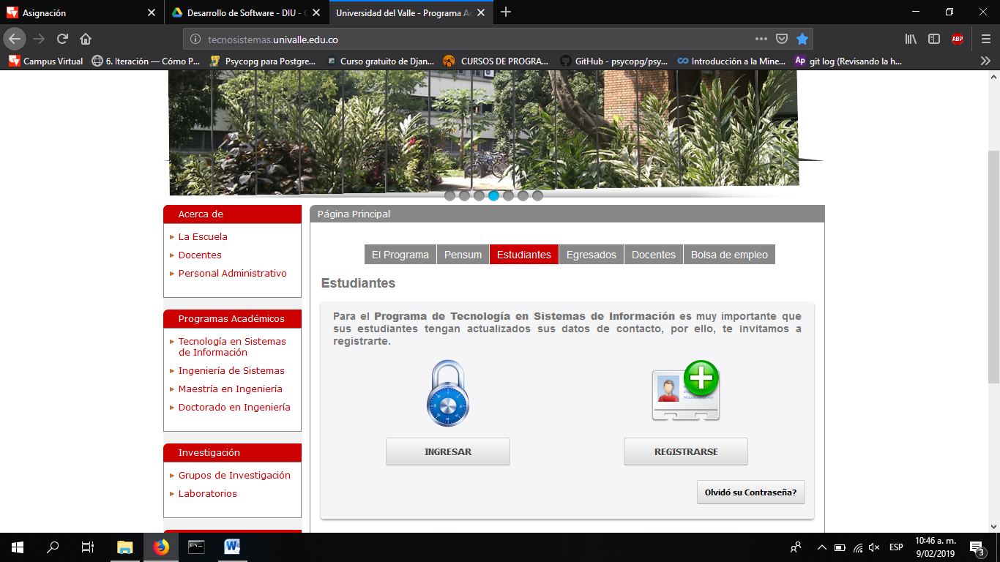 Asignación
Desarrollo de Software - DIU - G
Universidad del Valle - Programa Ac
tecnosistemas.univalle.edu.co
Campus Virtual
6. Iteración — Cómo P...
Psycopg para Postgre...
Curso gratuito de Djan...
CURSOS DE PROGRA...
GitHub - psycopg/psy...
Introducción a la Mine...
Ap
git log (Revisando la h...
ABP
Acerca de
La Escuela
Docentes
Personal Administrativo
Programas Académicos
Tecnología en Sistemas
de Información
Ingeniería de Sistemas
Maestría en Ingeniería
Doctorado en Ingeniería
Investigación
Grupos de Investigación
Laboratorios
Página Principal
El Programa
Pensum
Estudiantes
Egresados
Docentes
Bolsa de empleo
Estudiantes
Para el Programa de Tecnología en Sistemas de Información es muy importante que
sus estudiantes tengan actualizados sus datos de contacto, por ello, te invitamos a
registrarte.
INGRESAR
REGISTRARSE
Olvidó su Contraseña?
ESP
10:46 a. m.
9/02/2019
3